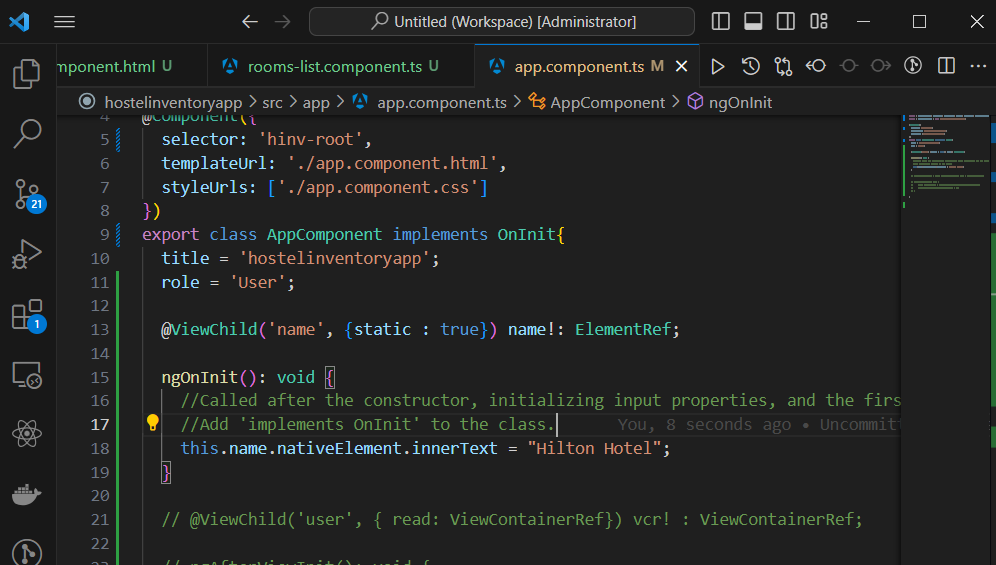 Untitled (Workspace) [Administrator]
mponent.html U
rooms-list.component.ts U
app.component.ts M
hostelinventoryapp > src > app > app.component.ts > AppComponent > ngOnInit
4 @Component({
5 selector: 'hinv-root',
6 templateUrl: './app.component.html',
7 styleUrls: ['./app.component.css']
8 })
9 export class AppComponent implements OnInit{
10 title = 'hostelinventoryapp';
11 role = 'User';
12
13 @ViewChild('name', {static : true}) name!: ElementRef;
14
15 ngOnInit(): void {
16 //Called after the constructor, initializing input properties, and the firs
17 //Add 'implements OnInit' to the class. You, 8 seconds ago • Uncommitt
18 this.name.nativeElement.innerText = "Hilton Hotel";
19 }
20
21 // @ViewChild('user', { read: ViewContainerRef}) vcr! : ViewContainerRef;
22
23 // ngAfterViewInit(): void {
21
1